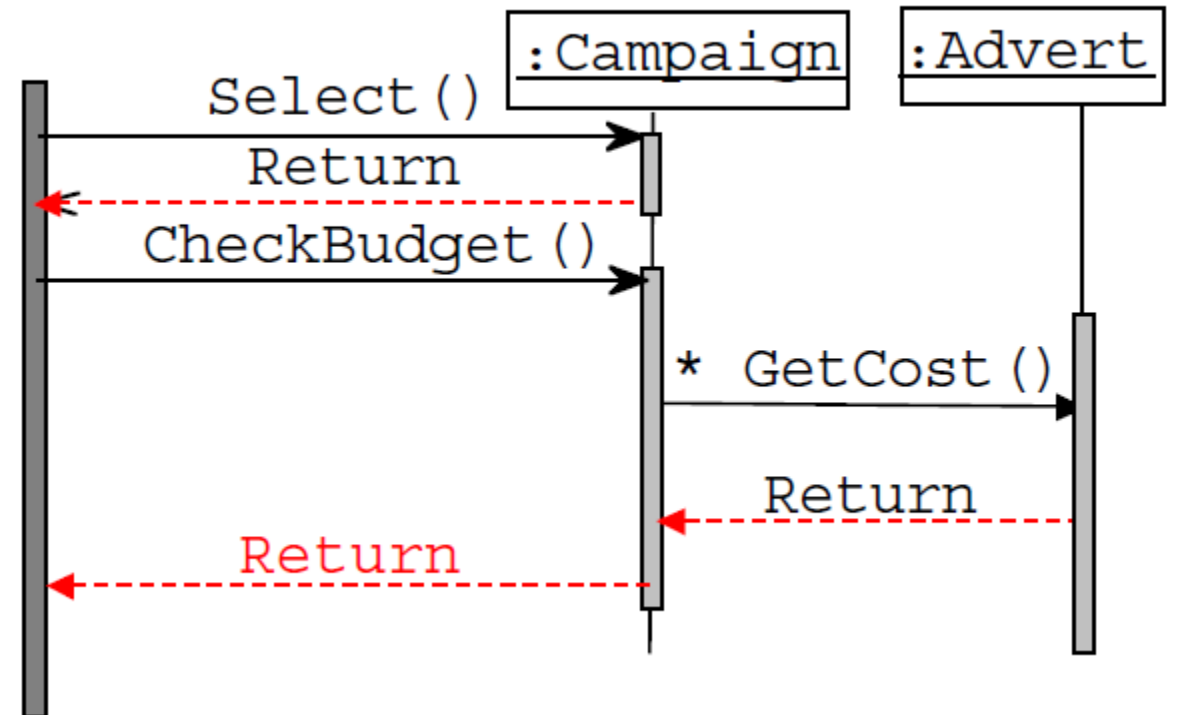 :Campaign
:Advert
Select()
Return
CheckBudget()
* GetCost()
Return
Return